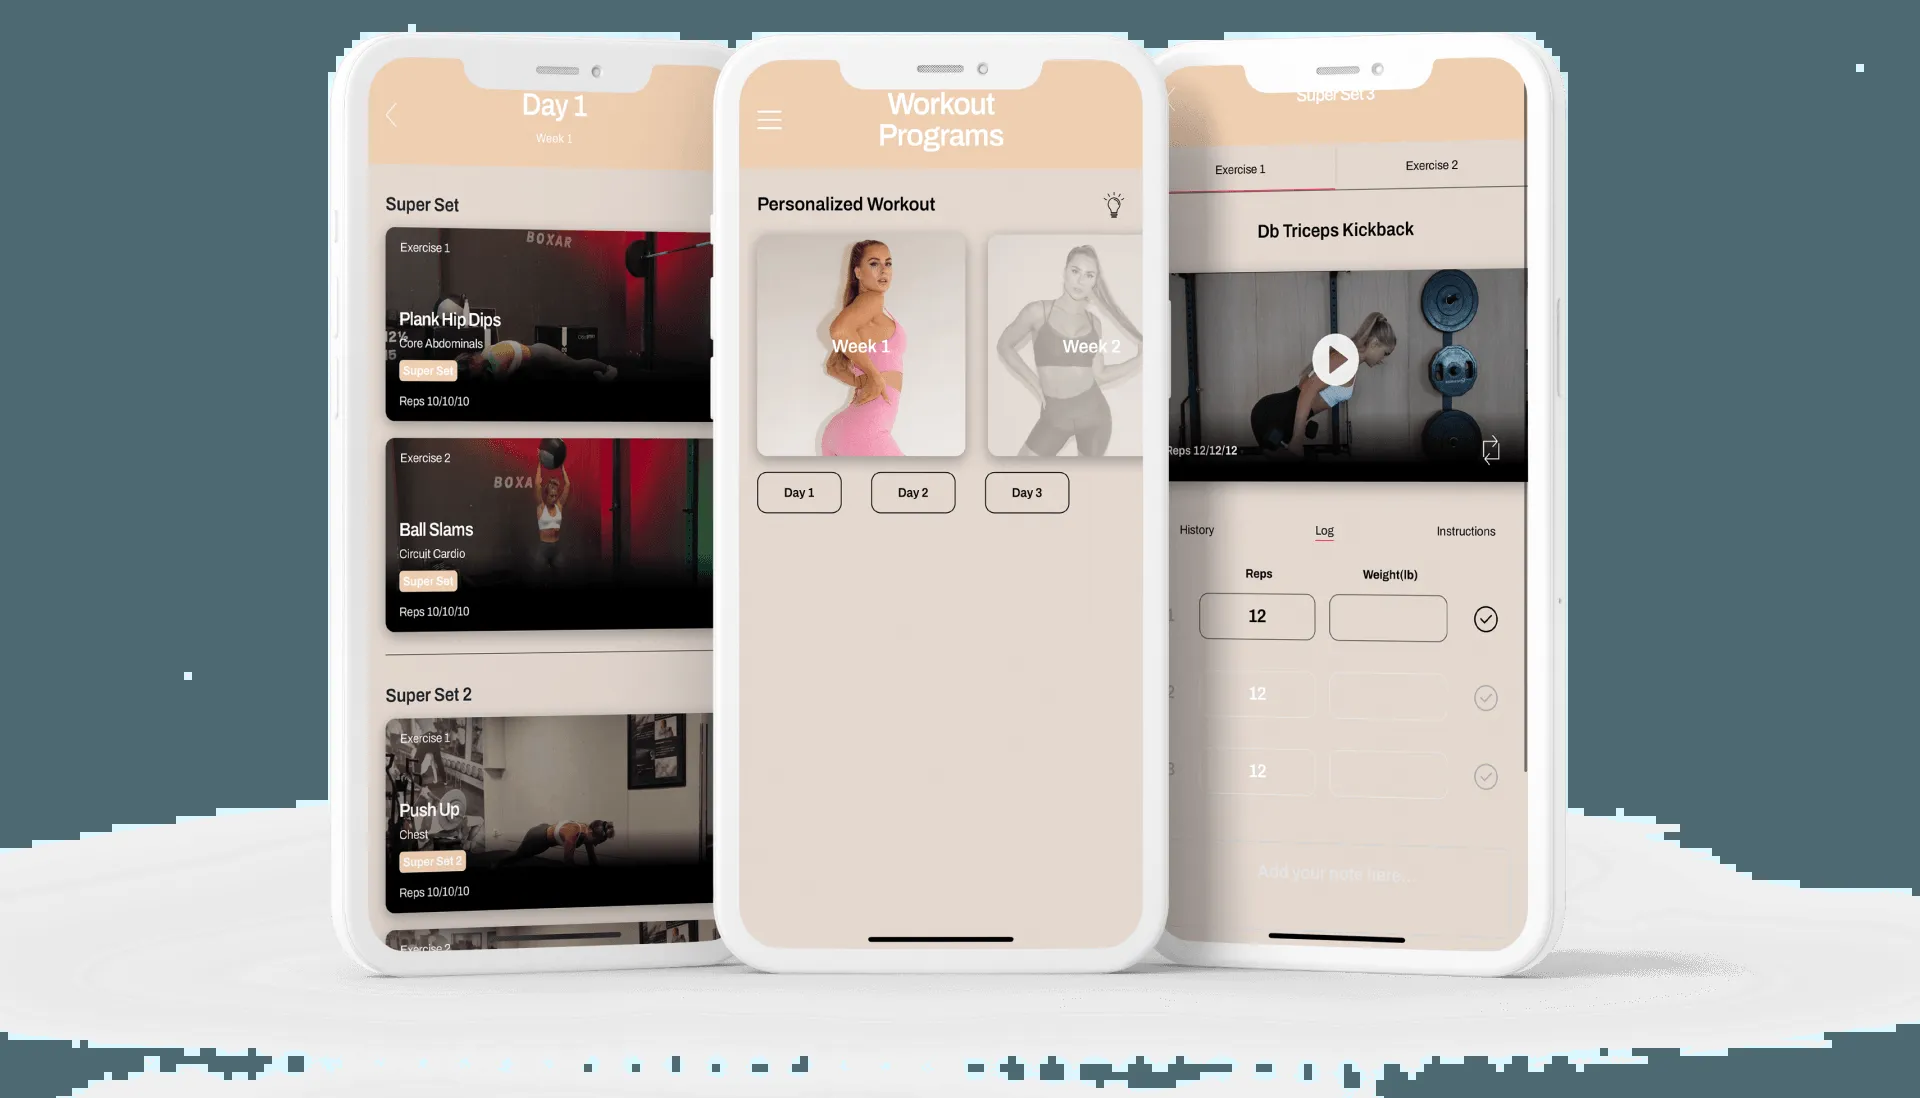 Day 1
Week 1
Super Set
BOXAR
Exercise 1
Plank Hip Dips
Core Abdominals
Super Set
Reps 10/10/10
Exercise 2
BOXAR
Ball Slams
Circuit Cardio
Super Set
Reps 10/10/10
Super Set 2
Exercise 1
Push Up
Chest
Super Set 2
Reps 10/10/10
Exercise 2
Workout
Programs
Personalized Workout
Week 1
Week 2
Day 1
Day 2
Day 3
Super Set 3
Exercise 1
Exercise 2
Db Triceps Kickback
Reps 12/12/12
History
Log
Instructions
Reps
Weight(lb)
1
12
2
12
3
12
Add your note here..